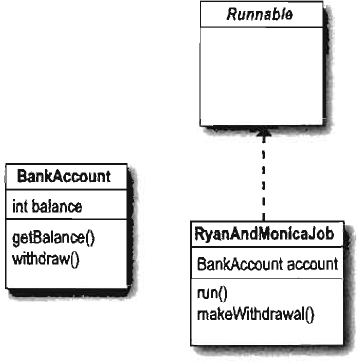 Runnable
BankAccount
int balance
getBalance()
withdraw()
RyanAndMonicaJob
BankAccount account
run()
makeWithdrawal()